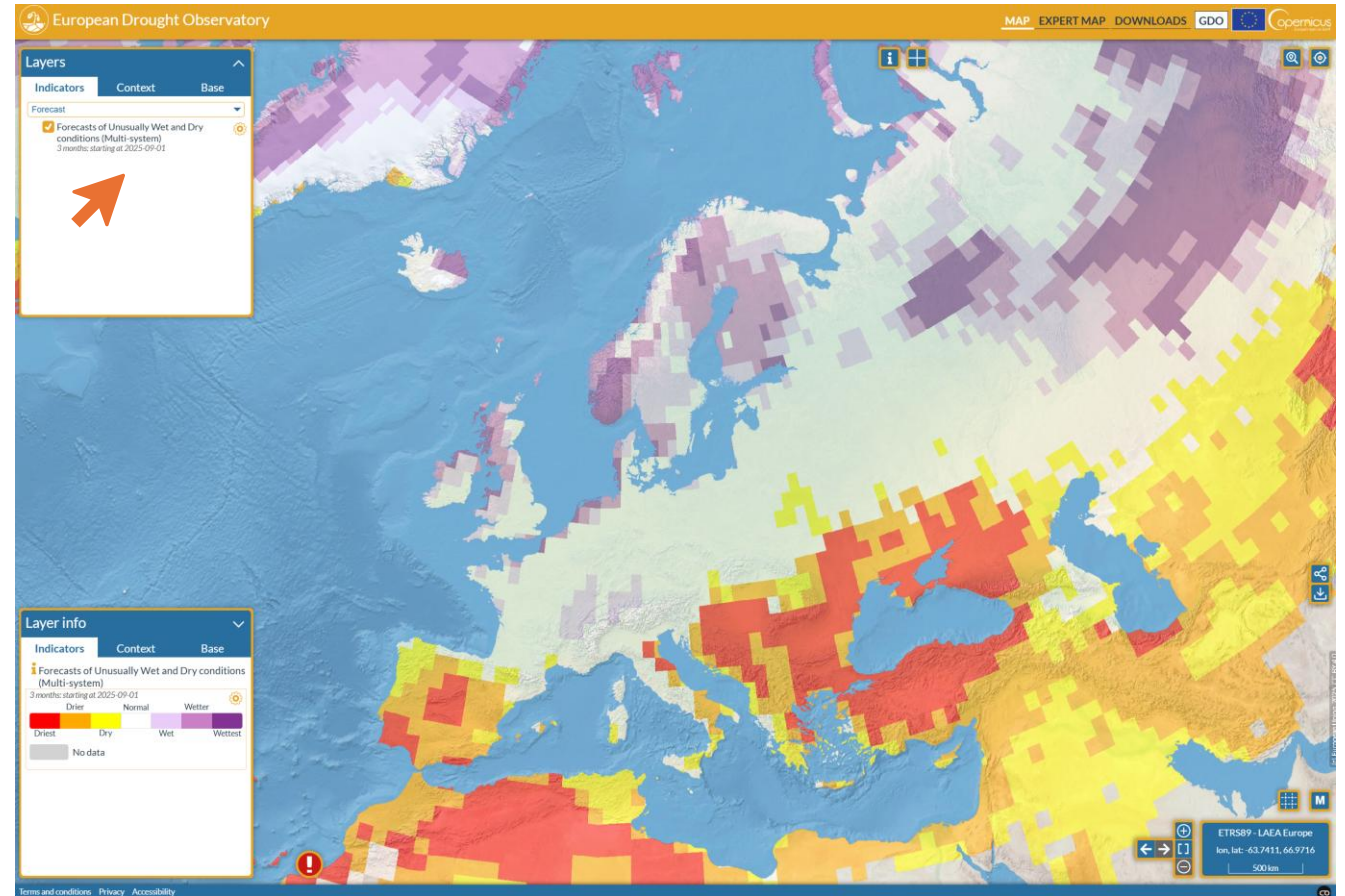 European Drought Observatory
MAP EXPERT MAP DOWNLOADS GDO
opernicus
Layers
Indicators Context Base
Forecast
Forecasts of Unusually Wet and Dry
conditions (Multi-system)
3 months; starting at 2025-09-01
i
Layer info
Indicators Context Base
i Forecasts of Unusually Wet and Dry conditions
(Multi-system)
3 months: starting at 2025-09-01
Drier Normal Wetter
Driest Dry Wet Wettest
No data
!
M
ETRS89 - LAEA Europe
lon, lat: -63.7411, 66.9716
500 km
Terms and conditions Privacy Accessibility